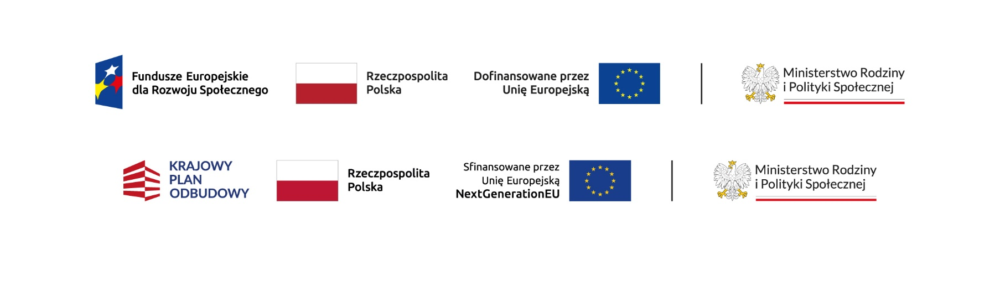 Fundusze Europejskie
dla Rozwoju Społecznego
Rzeczpospolita
Polska
Dofinansowane przez
Unię Europejską
Ministerstwo Rodziny
i Polityki Społecznej
KRAJOWY
PLAN
ODBUDOWY
Rzeczpospolita
Polska
Sfinansowane przez
Unię Europejską
NextGenerationEU
Ministerstwo Rodziny
i Polityki Społecznej